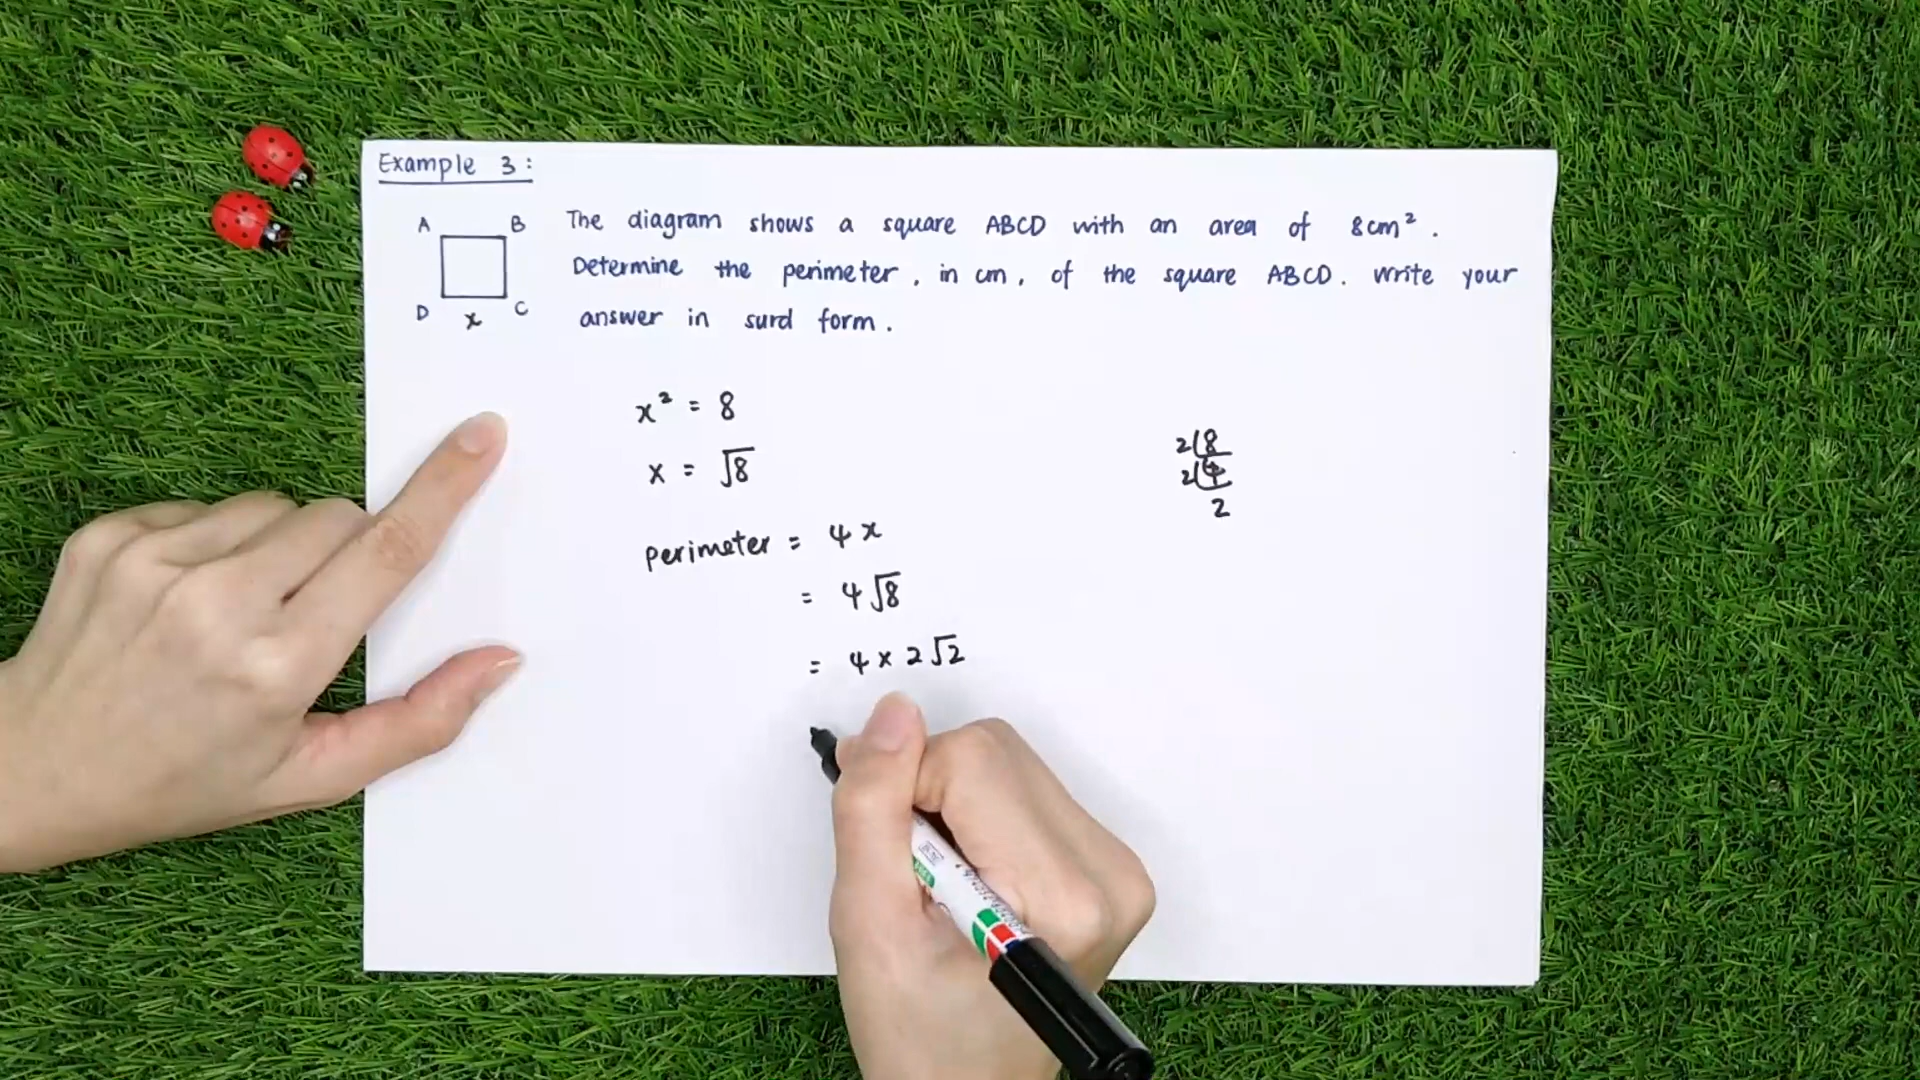 Example 3:
A B
D C
x
The diagram shows a square ABCD with an area of 8cm².
Determine the perimeter, in cm, of the square ABCD. Write your
answer in surd form.
x² = 8
x = √8
perimeter = 4x
= 4√8
= 4 × 2√2
2 8
2 4
2